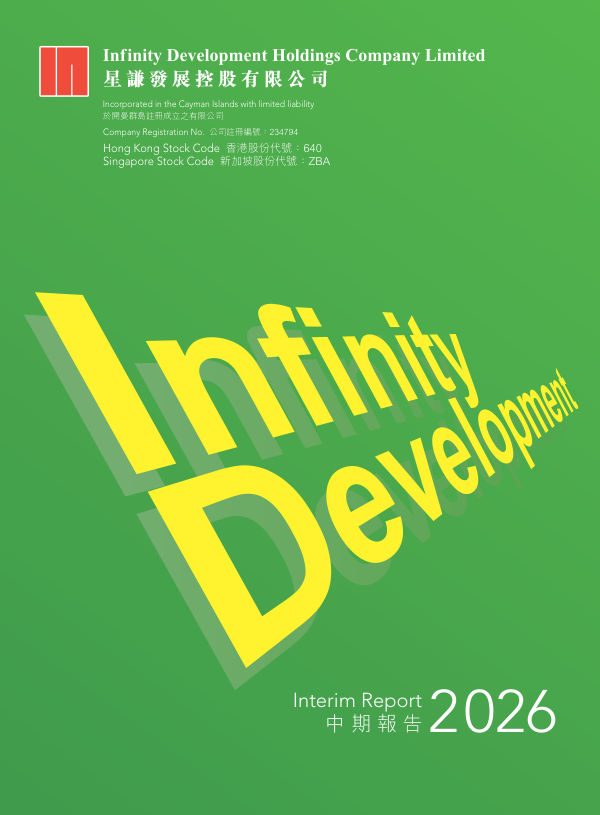 Infinity Development Holdings Company Limited
星謙發展控股有限公司
Incorporated in the Cayman Islands with limited liability
於開曼群島註冊成立之有限公司
Company Registration No. 公司註冊編號：234794
Hong Kong Stock Code 香港股份代號：640
Singapore Stock Code 新加坡股份代號：ZBA
Infinity
Development
Interim Report 2026
中期報告